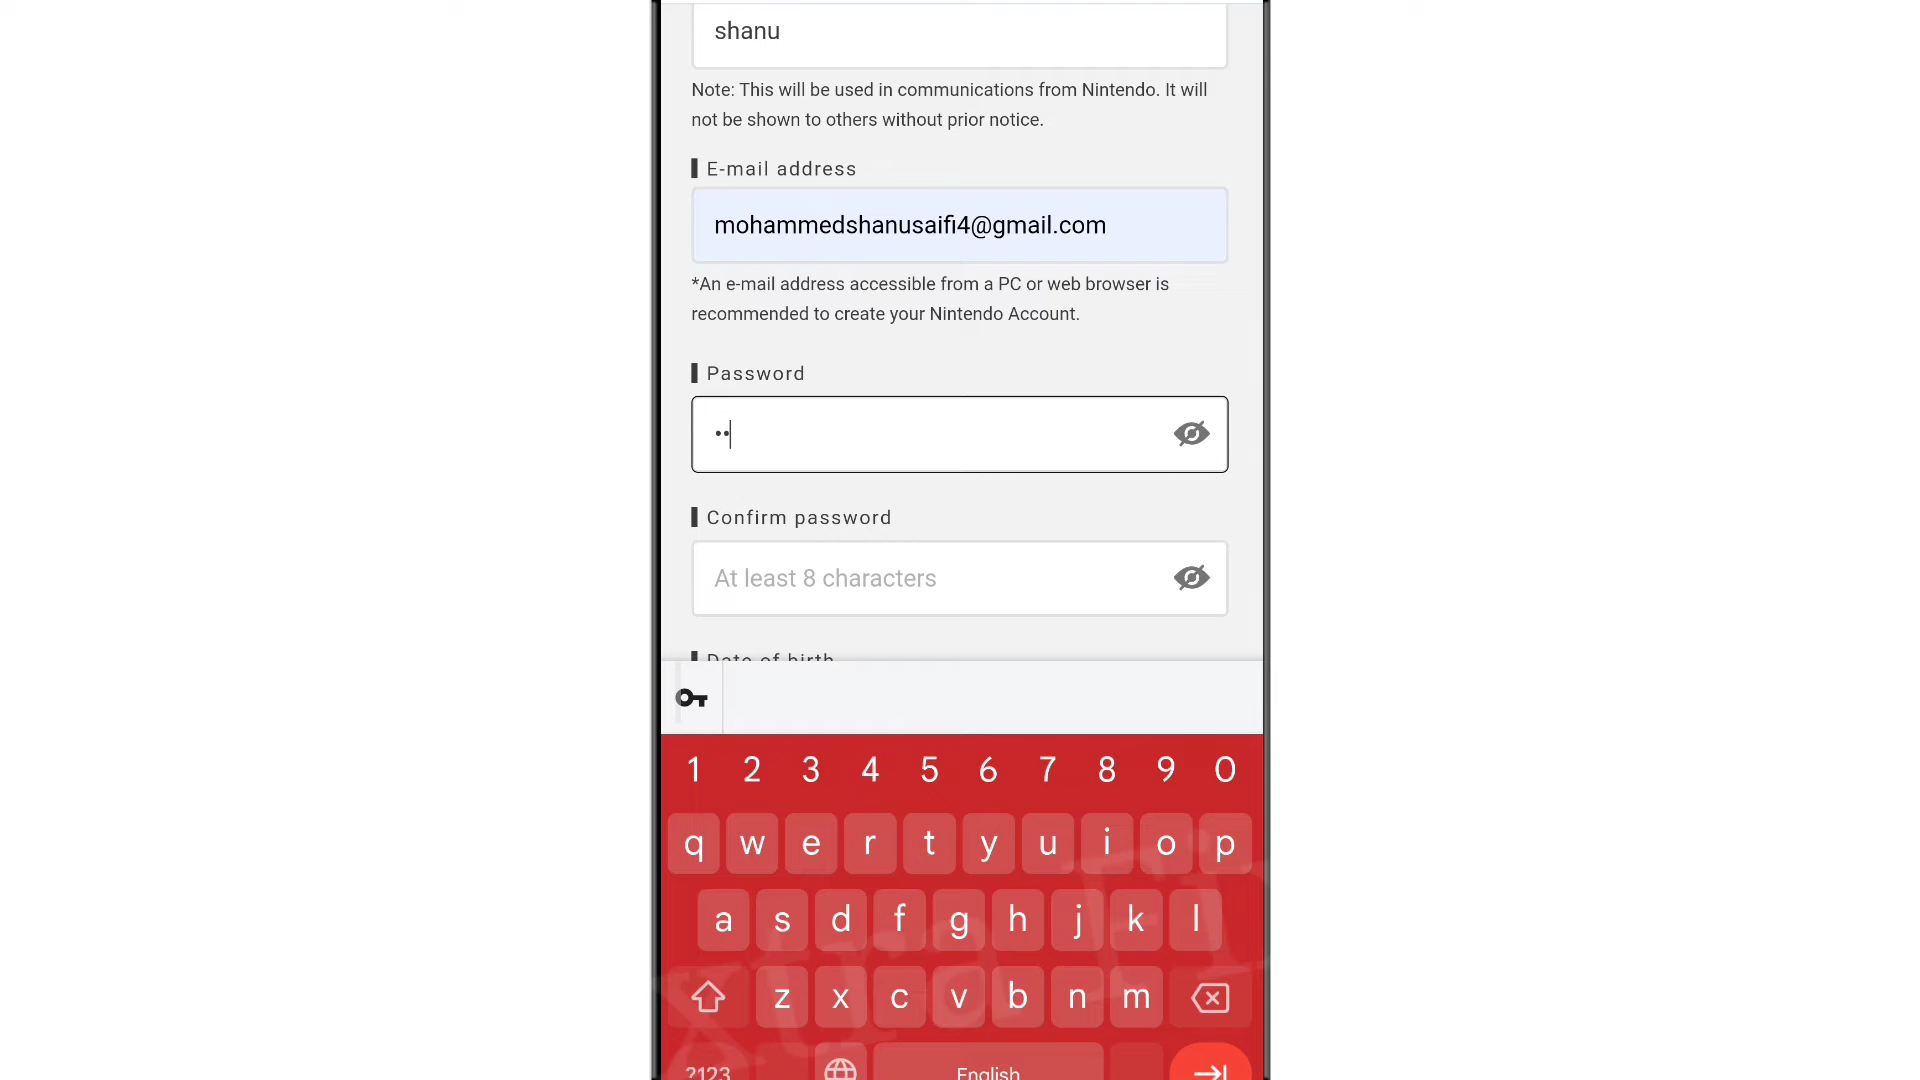 shanu
Note: This will be used in communications from Nintendo. It will
not be shown to others without prior notice.
E-mail address
mohammedshanusaifi4@gmail.com
*An e-mail address accessible from a PC or web browser is
recommended to create your Nintendo Account.
Password
••
Confirm password
At least 8 characters
Date of birth
1 2 3 4 5 6 7 8 9 0
q w e r t y u i o p
a s d f g h j k l
z x c v b n m
?123 English